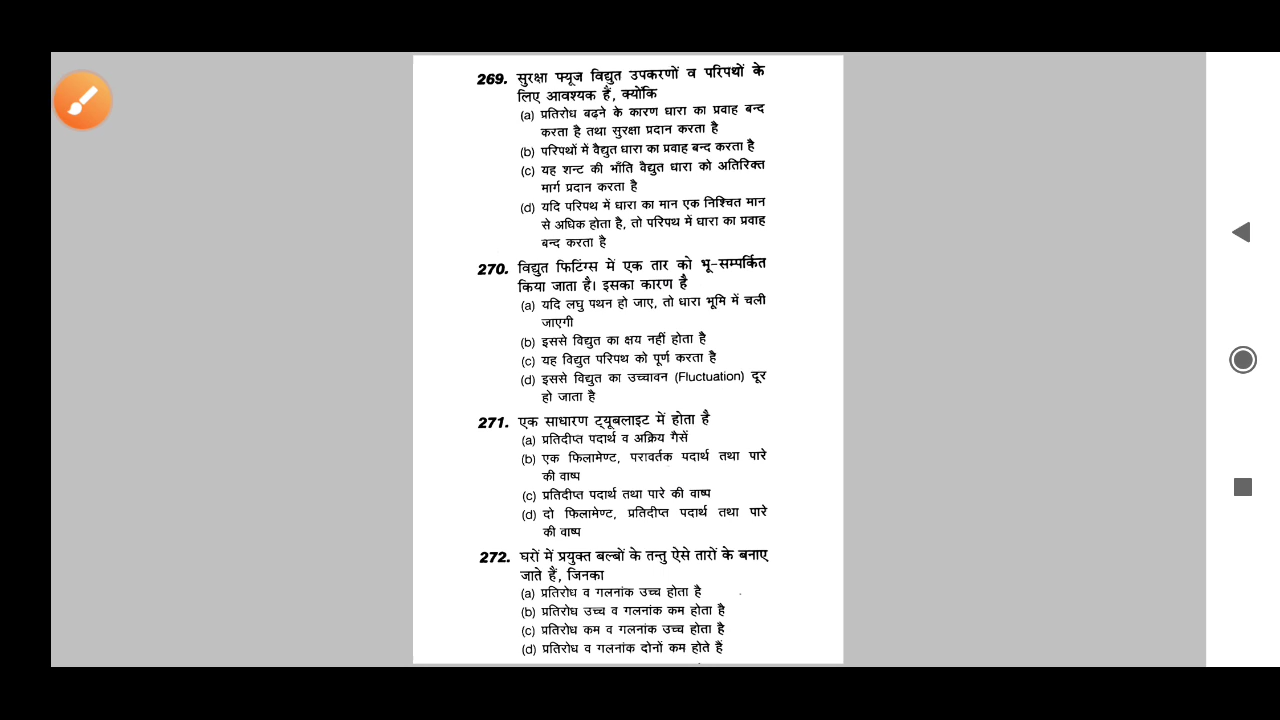 269. सुरक्षा फ्यूज विद्युत उपकरणों व परिपथों के
लिए आवश्यक हैं, क्योंकि
(a) प्रतिरोध बढ़ने के कारण धारा का प्रवाह बन्द
करता है तथा सुरक्षा प्रदान करता है
(b) परिपथों में वैद्युत धारा का प्रवाह बन्द करता है
(c) यह शन्ट की भाँति वैद्युत धारा को अतिरिक्त
मार्ग प्रदान करता है
(d) यदि परिपथ में धारा का मान एक निश्चित मान
से अधिक होता है, तो परिपथ में धारा का प्रवाह
बन्द करता है
270. विद्युत फिटिंग्स में एक तार को भू-सम्पर्कित
किया जाता है। इसका कारण है
(a) यदि लघु पथन हो जाए, तो धारा भूमि में चली
जाएगी
(b) इससे विद्युत का क्षय नहीं होता है
(c) यह विद्युत परिपथ को पूर्ण करता है
(d) इससे विद्युत का उच्चावन (Fluctuation) दूर
हो जाता है
271. एक साधारण ट्यूबलाइट में होता है
(a) प्रतिदीप्त पदार्थ व अक्रिय गैसें
(b) एक फिलामेण्ट, परावर्तक पदार्थ तथा पारे
की वाष्प
(c) प्रतिदीप्त पदार्थ तथा पारे की वाष्प
(d) दो फिलामेण्ट, प्रतिदीप्त पदार्थ तथा पारे
की वाष्प
272. घरों में प्रयुक्त बल्बों के तन्तु ऐसे तारों के बनाए
जाते हैं, जिनका
(a) प्रतिरोध व गलनांक उच्च होता है
(b) प्रतिरोध उच्च व गलनांक कम होता है
(c) प्रतिरोध कम व गलनांक उच्च होता है
(d) प्रतिरोध व गलनांक दोनों कम होते हैं